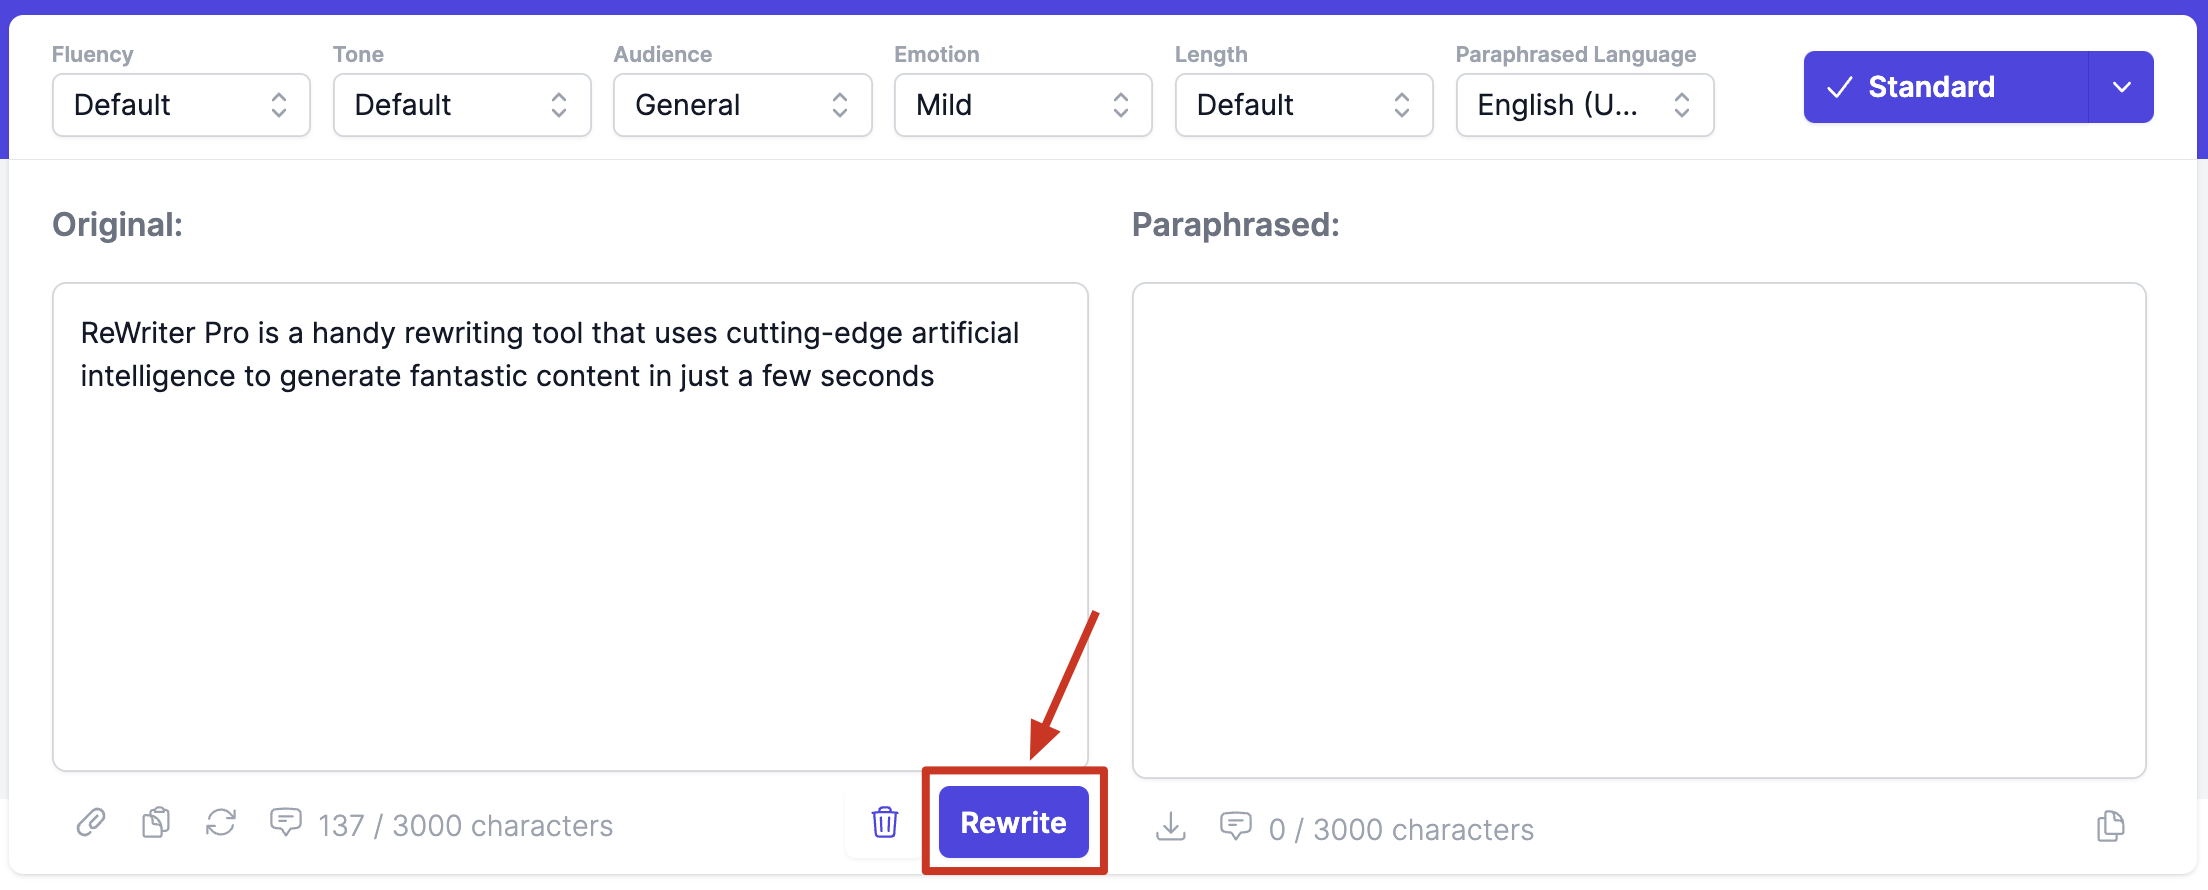 Fluency Tone Audience Emotion Length Paraphrased Language
Default Default General Mild Default English (U... Standard
Original: Paraphrased:
ReWriter Pro is a handy rewriting tool that uses cutting-edge artificial
intelligence to generate fantastic content in just a few seconds
137 / 3000 characters Rewrite 0 / 3000 characters